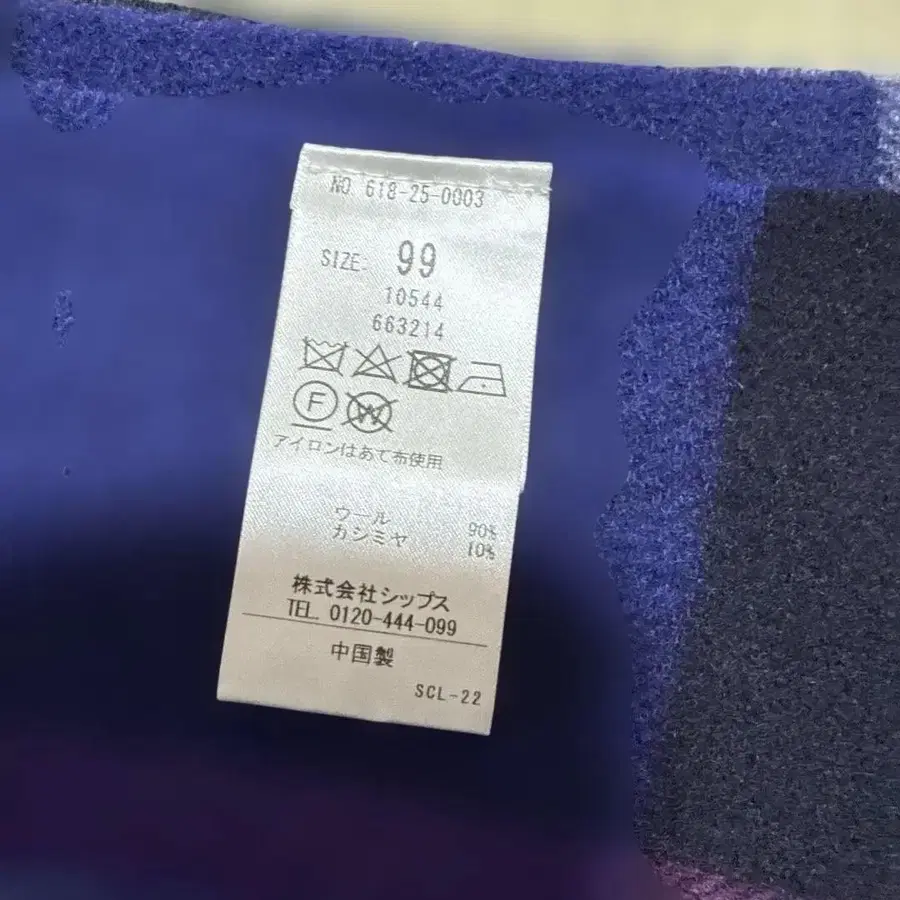 NO. 618-25-0003
SIZE: 99
10544
663214
F W
アイロンはあて布使用
ウール 90%
カシミヤ 10%
株式会社シップス
TEL. 0120-444-099
中国製
SCL-22